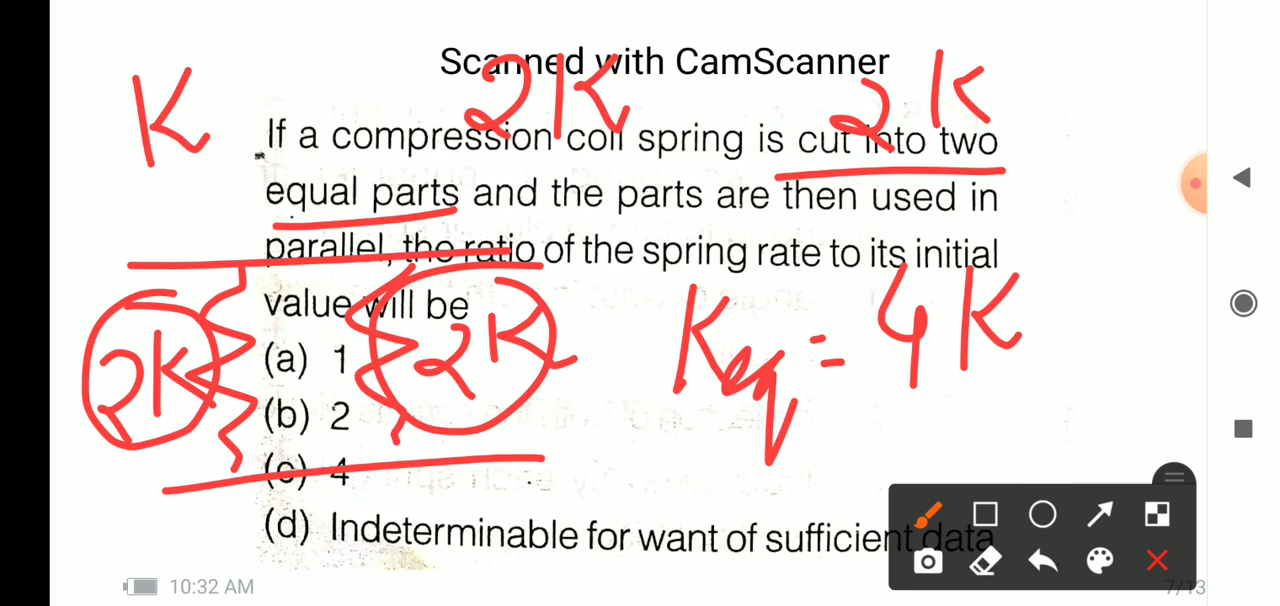 Scanned with CamScanner
K 2K 2K
If a compression coil spring is cut into two
equal parts and the parts are then used in
parallel, the ratio of the spring rate to its initial
value will be
Keq = 4K
2K 2K
(a) 1
(b) 2
(c) 4
(d) Indeterminable for want of sufficient data
10:32 AM
7/13